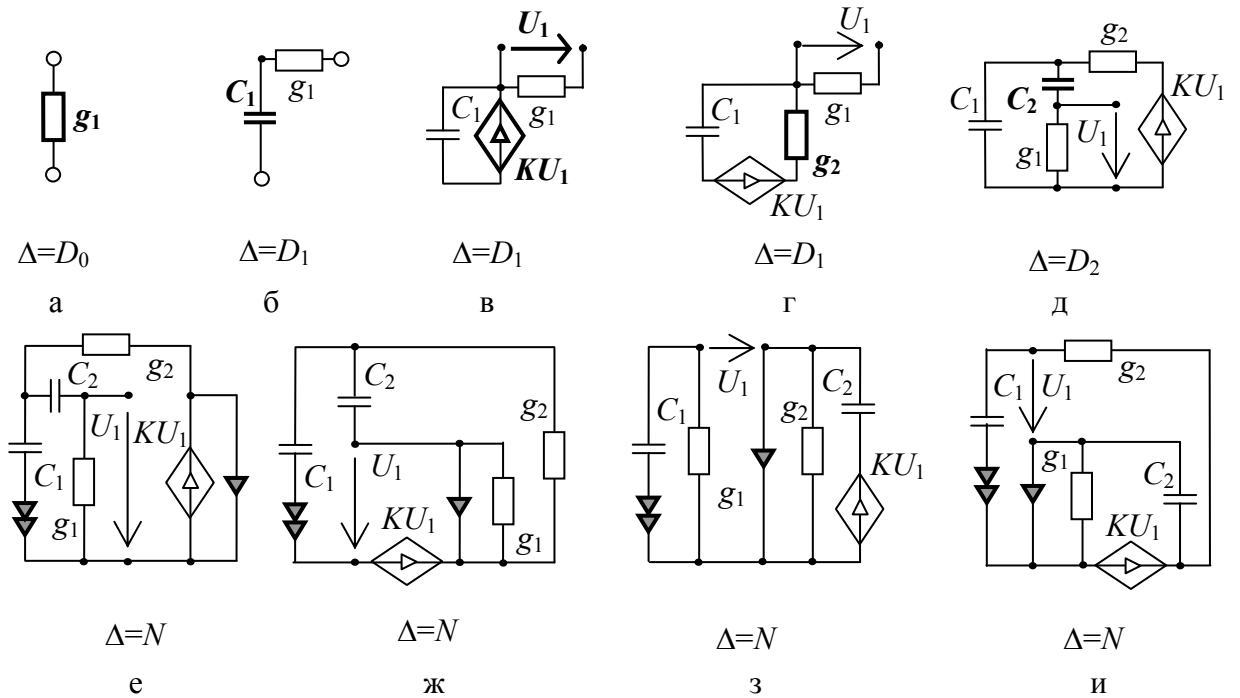 g₁
Δ=D₀
а
C₁
g₁
Δ=D₁
б
U₁
C₁
g₁
KU₁
Δ=D₁
в
U₁
C₁
g₁
g₂
KU₁
Δ=D₁
г
g₂
C₁
C₂
KU₁
g₁
U₁
Δ=D₂
д
g₂
C₂
U₁
KU₁
C₁
g₁
Δ=N
е
C₂
g₂
C₁
U₁
KU₁
g₁
Δ=N
ж
U₁
C₂
C₁
g₂
KU₁
g₁
Δ=N
з
C₁
U₁
g₂
g₁
C₂
KU₁
Δ=N
и